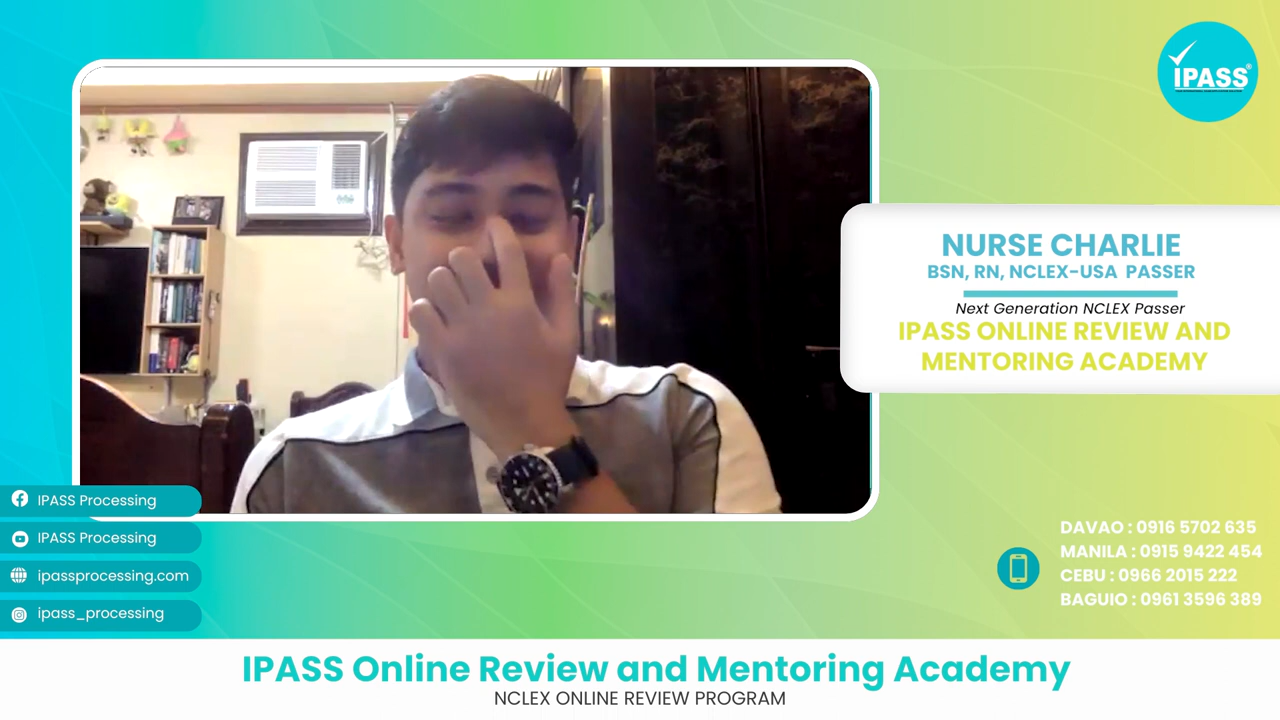 IPASS®
NURSE CHARLIE
BSN, RN, NCLEX-USA PASSER
Next Generation NCLEX Passer
IPASS ONLINE REVIEW AND
MENTORING ACADEMY
IPASS Processing
IPASS Processing
ipassprocessing.com
ipass_processing
DAVAO : 0916 5702 635
MANILA : 0915 9422 454
CEBU : 0966 2015 222
BAGUIO : 0961 3596 389
IPASS Online Review and Mentoring Academy
NCLEX ONLINE REVIEW PROGRAM